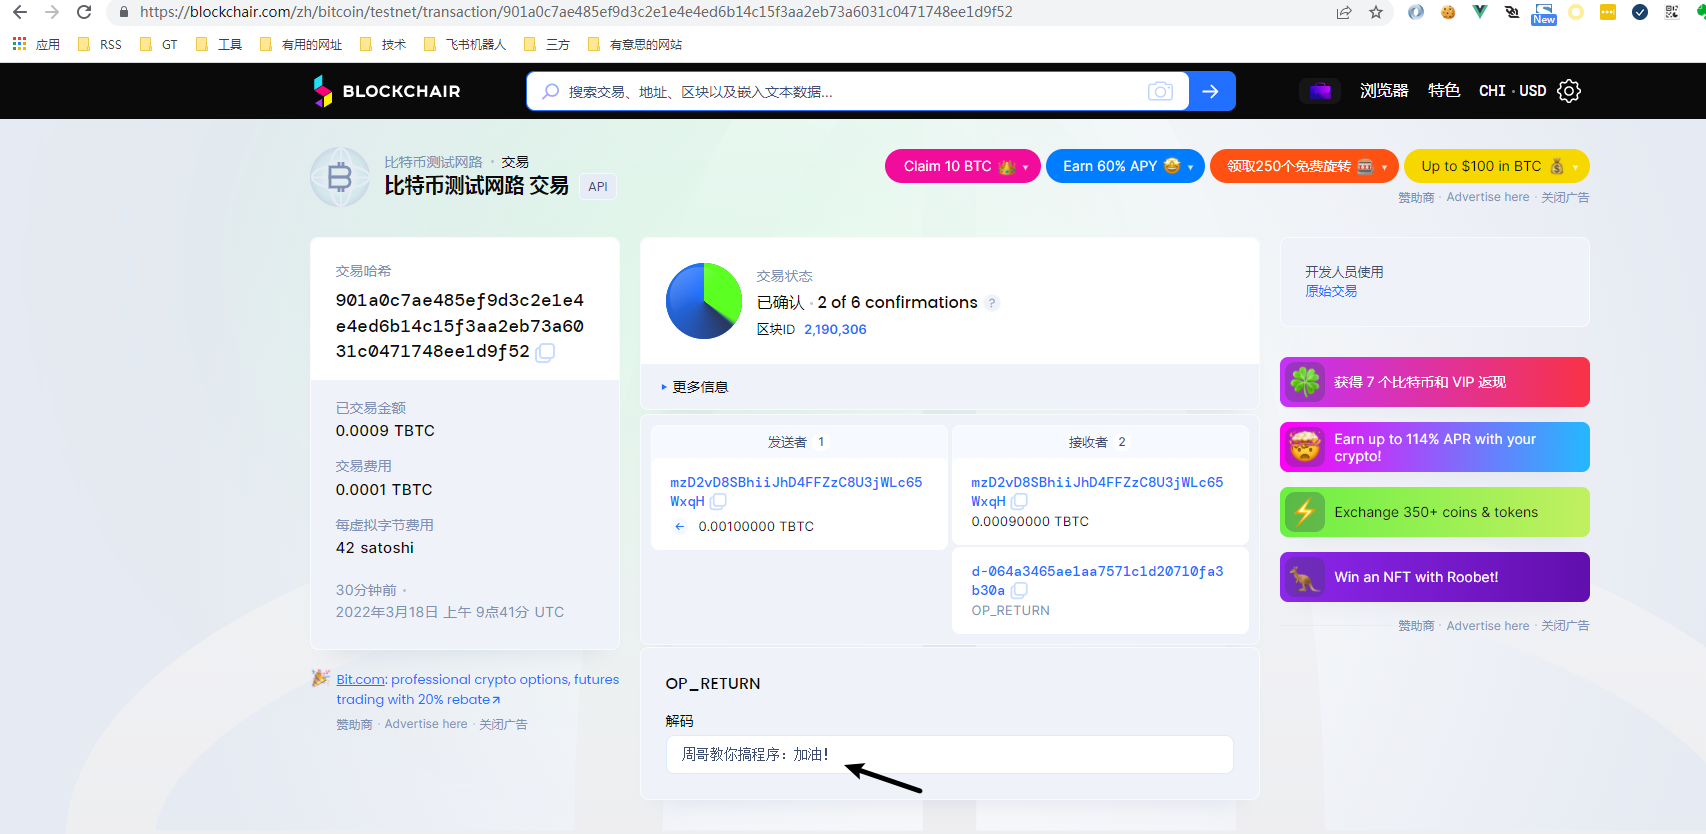 https://blockchair.com/zh/bitcoin/testnet/transaction/901a0c7ae485ef9d3c2e1e4e4ed6b14c15f3aa2eb73a6031c0471748ee1d9f52
New
应用 RSS GT 工具 有用的网址 技术 飞书机器人 三方 有意思的网站
BLOCKCHAIR
搜索交易、地址、区块以及嵌入文本数据...
浏览器 特色 CHI · USD
比特币测试网路 · 交易
比特币测试网路 交易 API
Claim 10 BTC
Earn 60% APY
领取250个免费旋转
Up to $100 in BTC
赞助商 · Advertise here · 关闭广告
交易哈希
901a0c7ae485ef9d3c2e1e4
e4ed6b14c15f3aa2eb73a60
31c0471748ee1d9f52
已交易金额
0.0009 TBTC
交易费用
0.0001 TBTC
每虚拟字节费用
42 satoshi
30分钟前 ·
2022年3月18日 上午 9点41分 UTC
Bit.com: professional crypto options, futures
trading with 20% rebate
赞助商 · Advertise here · 关闭广告
交易状态
已确认 · 2 of 6 confirmations ?
区块ID 2,190,306
更多信息
发送者 1
mzD2vD8SBhiiJhD4FFZzC8U3jWLc65
WxqH
0.00100000 TBTC
接收者 2
mzD2vD8SBhiiJhD4FFZzC8U3jWLc65
WxqH
0.00090000 TBTC
d-064a3465ae1aa7571c1d20710fa3
b30a
OP_RETURN
OP_RETURN
解码
周哥教你搞程序：加油！
开发人员使用
原始交易
获得 7 个比特币和 VIP 返现
Earn up to 114% APR with your
crypto!
Exchange 350+ coins & tokens
Win an NFT with Roobet!
赞助商 · Advertise here · 关闭广告